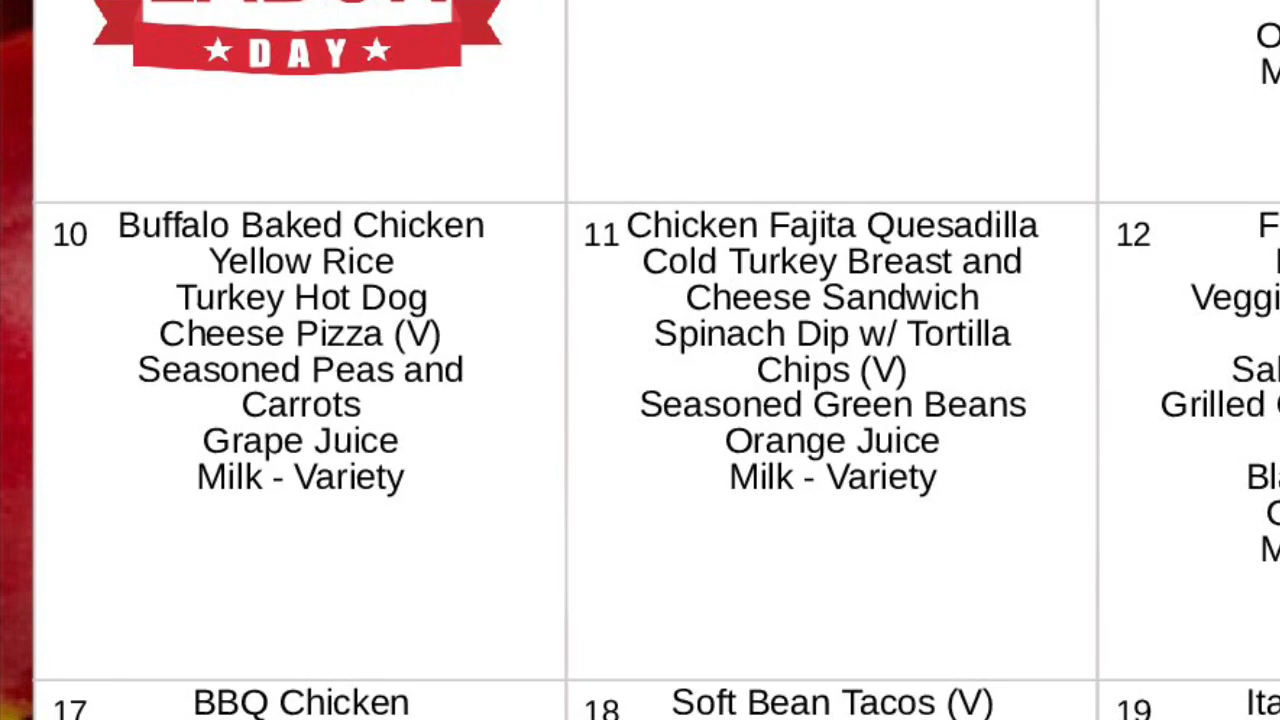 DAY
10
Buffalo Baked Chicken
Yellow Rice
Turkey Hot Dog
Cheese Pizza (V)
Seasoned Peas and
Carrots
Grape Juice
Milk - Variety
11
Chicken Fajita Quesadilla
Cold Turkey Breast and
Cheese Sandwich
Spinach Dip w/ Tortilla
Chips (V)
Seasoned Green Beans
Orange Juice
Milk - Variety
12
Grilled
17
BBQ Chicken
18
Soft Bean Tacos (V)
19